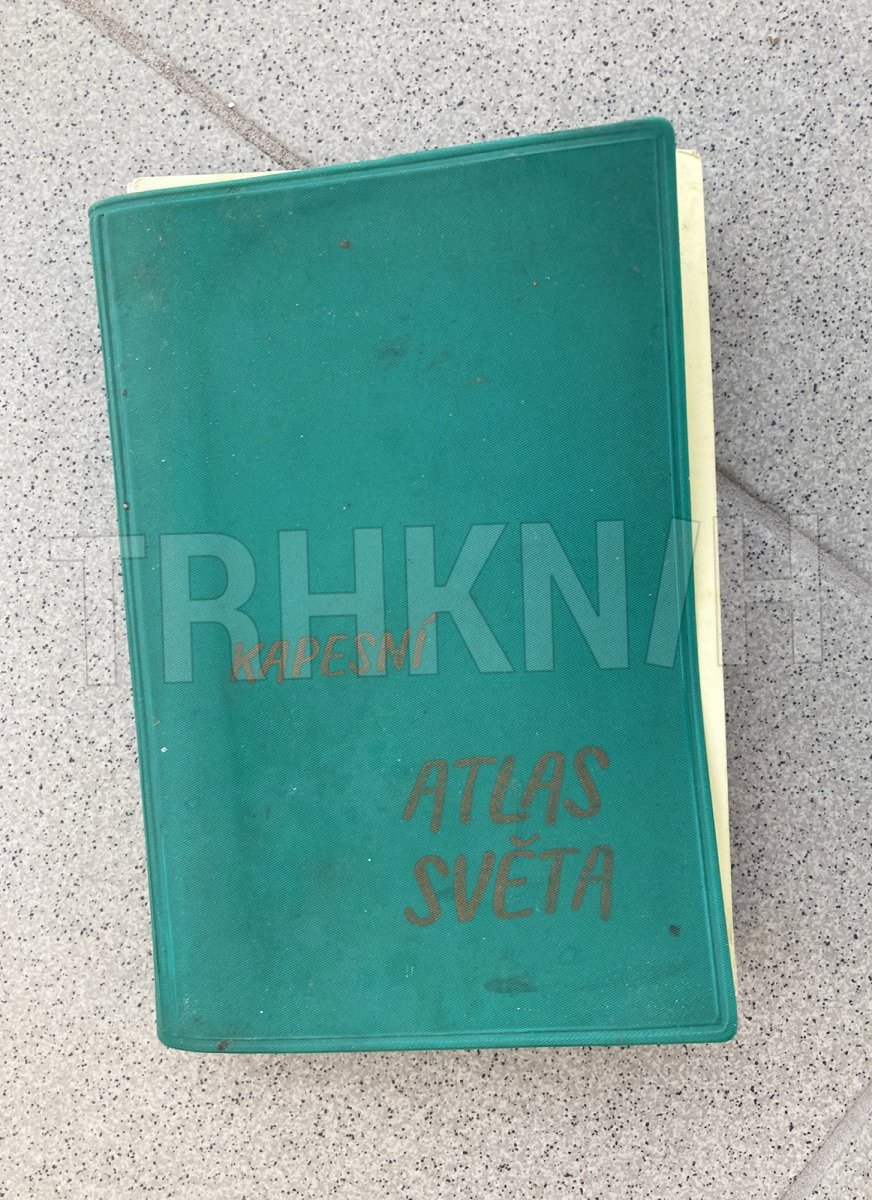 TRHKNIH
KAPESNÍ
ATLAS
SVĚTA